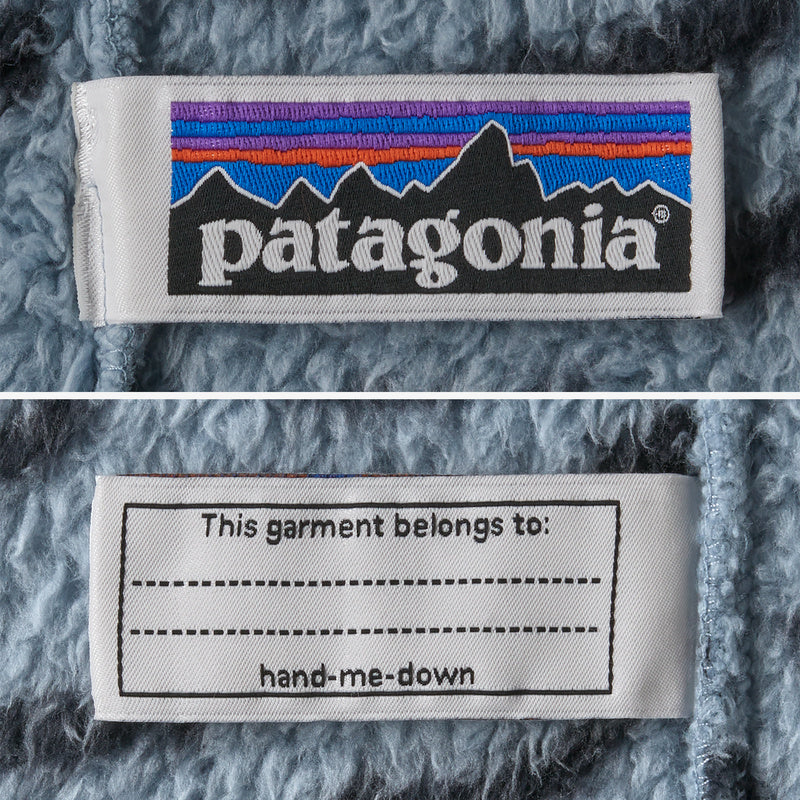 patagonia®
This garment belongs to:
hand-me-down